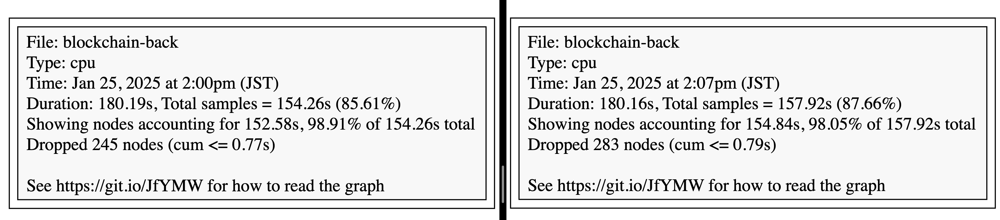 File: blockchain-back
Type: cpu
Time: Jan 25, 2025 at 2:00pm (JST)
Duration: 180.19s, Total samples = 154.26s (85.61%)
Showing nodes accounting for 152.58s, 98.91% of 154.26s total
Dropped 245 nodes (cum <= 0.77s)
See https://git.io/JfYMW for how to read the graph
File: blockchain-back
Type: cpu
Time: Jan 25, 2025 at 2:07pm (JST)
Duration: 180.16s, Total samples = 157.92s (87.66%)
Showing nodes accounting for 154.84s, 98.05% of 157.92s total
Dropped 283 nodes (cum <= 0.79s)
See https://git.io/JfYMW for how to read the graph